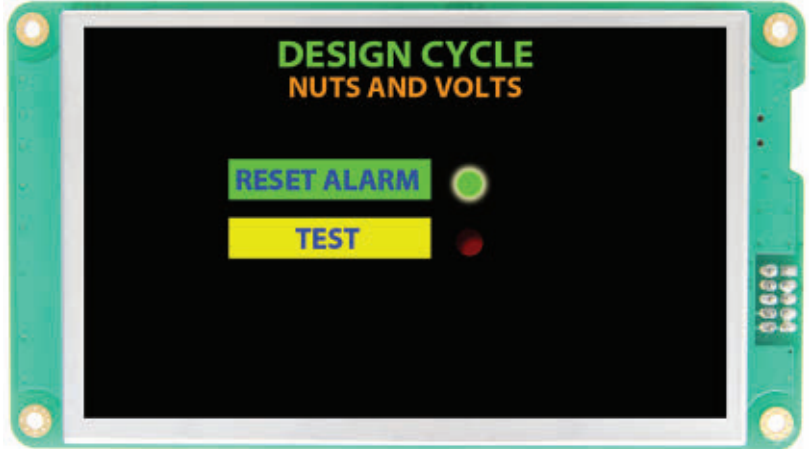 DESIGN CYCLE
NUTS AND VOLTS
RESET ALARM
TEST